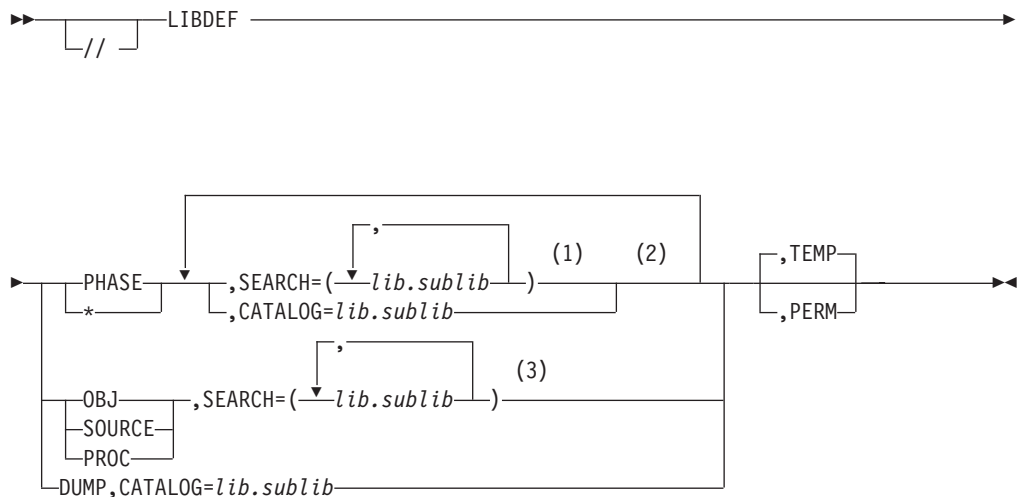 LIBDEF
//
,
(1) (2) ,TEMP
PHASE ,SEARCH=( lib.sublib )
* ,CATALOG=lib.sublib ,PERM
,
(3)
OBJ ,SEARCH=( lib.sublib )
SOURCE
PROC
DUMP,CATALOG=lib.sublib